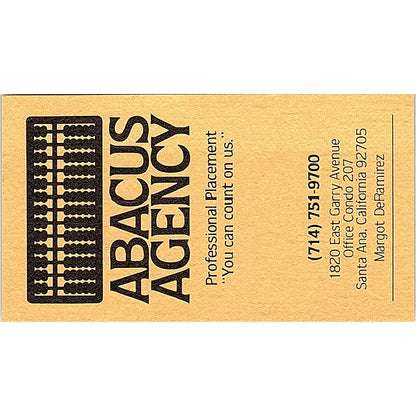 ABACUS
AGENCY
Professional Placement
"You can count on us."
(714) 751-9700
1820 East Garry Avenue
Office Condo 207
Santa Ana, California 92705
Margot DeRamirez